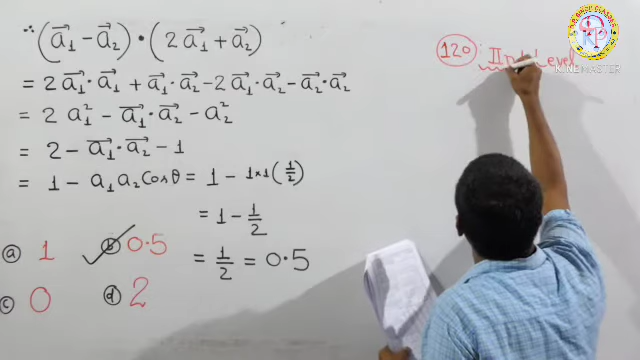 ∵ (a⃗₁ − a⃗₂) • (2a⃗₁ + a⃗₂)
= 2a⃗₁·a⃗₁ + a⃗₁·a⃗₂ − 2a⃗₁·a⃗₂ − a⃗₂·a⃗₂
= 2a₁² − a⃗₁·a⃗₂ − a₂²
= 2 − a⃗₁·a⃗₂ − 1
= 1 − a₁a₂Cosθ = 1 − 1×1(1/2)
= 1 − 1/2
= 1/2 = 0.5
ⓐ 1 ⓑ 0.5
ⓒ 0 ⓓ 2
120
Level
KINEMASTER